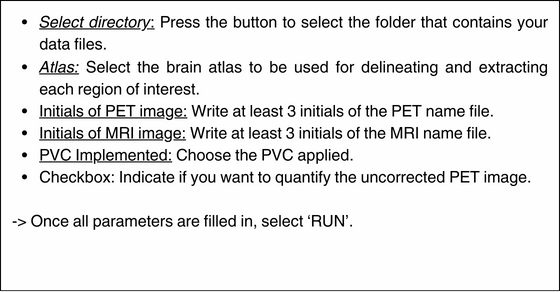 • Select directory: Press the button to select the folder that contains your
data files.
• Atlas: Select the brain atlas to be used for delineating and extracting
each region of interest.
• Initials of PET image: Write at least 3 initials of the PET name file.
• Initials of MRI image: Write at least 3 initials of the MRI name file.
• PVC Implemented: Choose the PVC applied.
• Checkbox: Indicate if you want to quantify the uncorrected PET image.
-> Once all parameters are filled in, select ‘RUN’.